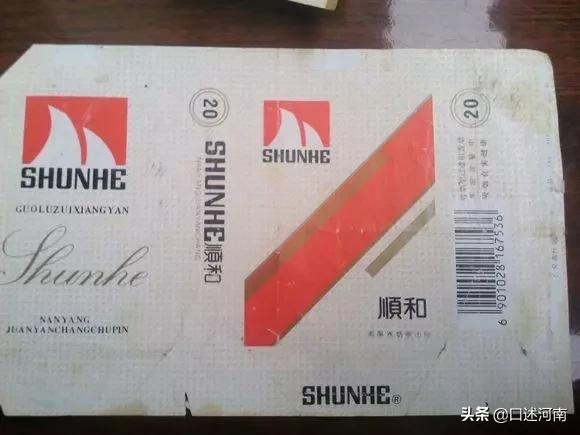 SHUNHE
GUOLUZUIXIANGYAN
Shunhe
NANYANG
JUANYANCHANGCHUPIN
20
SHUNHE順和
SHUNHE
順和
SHUNHE®
20
6 901028 167536
头条 @口述河南